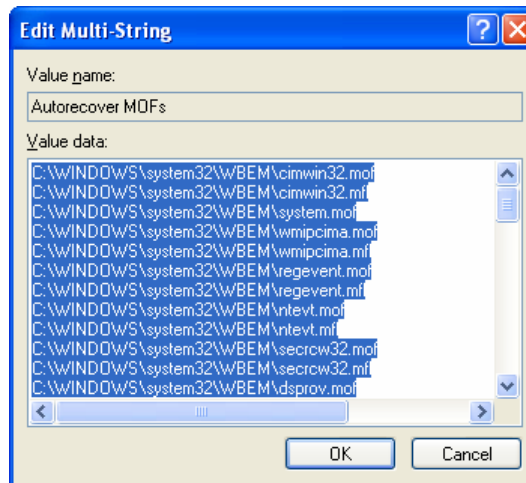 Edit Multi-String
Value name:
Autorecover MOFs
Value data:
C:\WINDOWS\system32\WBEM\cimwin32.mof
C:\WINDOWS\system32\WBEM\cimwin32.mfl
C:\WINDOWS\system32\WBEM\system.mof
C:\WINDOWS\system32\WBEM\wmipcima.mof
C:\WINDOWS\system32\WBEM\wmipcima.mfl
C:\WINDOWS\system32\WBEM\regevent.mof
C:\WINDOWS\system32\WBEM\regevent.mfl
C:\WINDOWS\system32\WBEM\ntevt.mof
C:\WINDOWS\system32\WBEM\ntevt.mfl
C:\WINDOWS\system32\WBEM\secrcw32.mof
C:\WINDOWS\system32\WBEM\secrcw32.mfl
C:\WINDOWS\system32\WBEM\dsprov.mof
OK Cancel